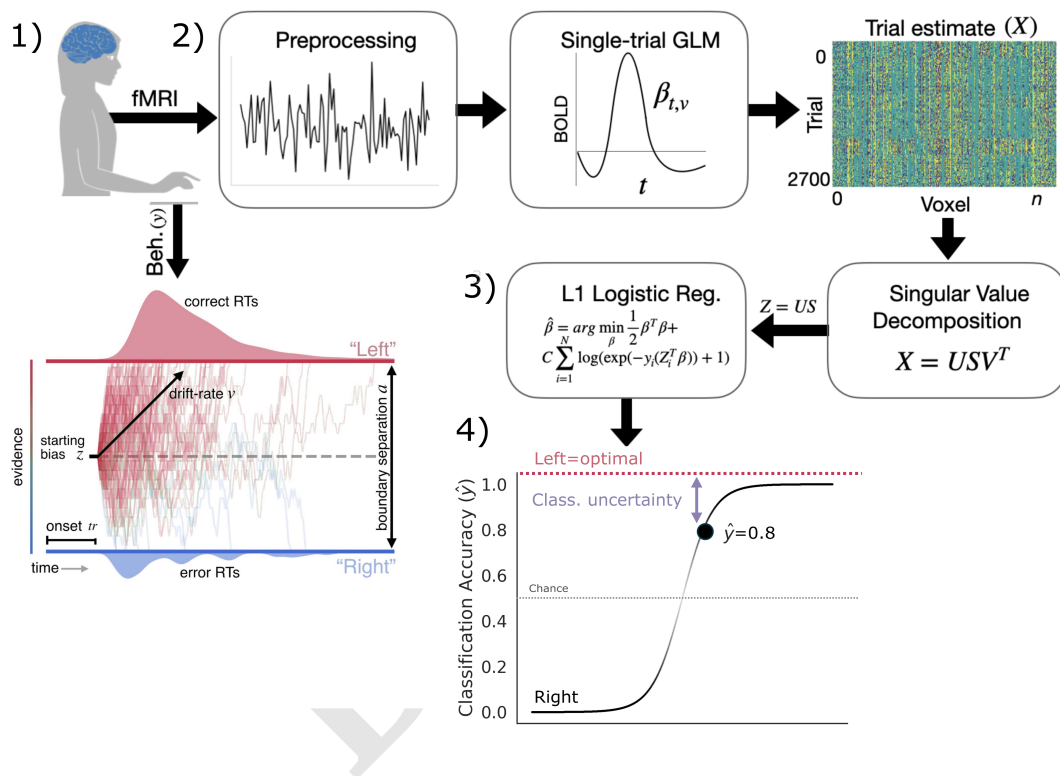 1)
fMRI
2)
Preprocessing
Single-trial GLM
BOLD
β_{t,v}
t
Trial estimate (X)
0
Trial
2700
0
n
Voxel
Beh.(y)
correct RTs
"Left"
drift-rate v
evidence
starting
bias z
boundary separation a
onset tr
"Right"
time
error RTs
3)
L1 Logistic Reg.
β̂ = arg min_β 1/2 β^T β+
C ∑_{i=1}^{N} log(exp(−y_i(Z_i^T β)) + 1)
Z = US
Singular Value
Decomposition
X = USV^T
4)
Left=optimal
Class. uncertainty
ŷ=0.8
Chance
Right
Classification Accuracy (ŷ)
1.0
0.8
0.6
0.4
0.2
0.0